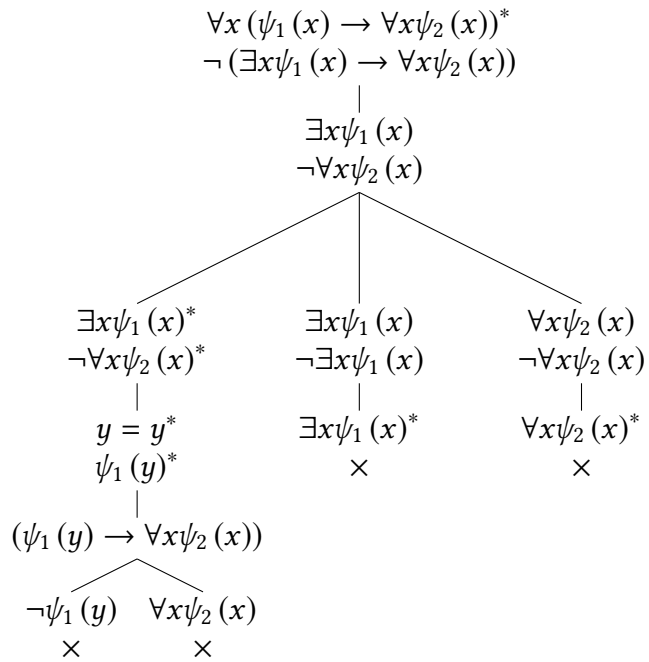 ∀x (ψ₁ (x) → ∀xψ₂ (x))*
¬ (∃xψ₁ (x) → ∀xψ₂ (x))
∃xψ₁ (x)
¬∀xψ₂ (x)
∃xψ₁ (x)* ∃xψ₁ (x) ∀xψ₂ (x)
¬∀xψ₂ (x)* ¬∃xψ₁ (x) ¬∀xψ₂ (x)
y = y* ∃xψ₁ (x)* ∀xψ₂ (x)*
ψ₁ (y)* × ×
(ψ₁ (y) → ∀xψ₂ (x))
¬ψ₁ (y) ∀xψ₂ (x)
× ×